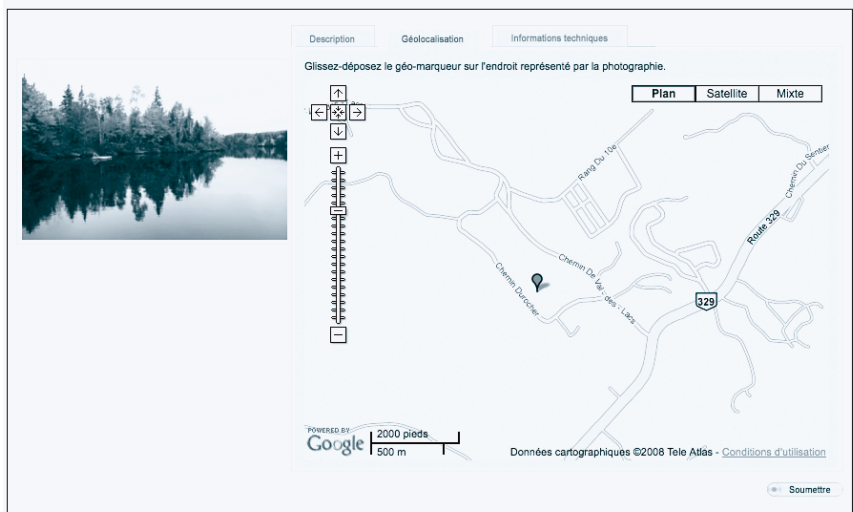 Description Géolocalisation Informations techniques
Glissez-déposez le géo-marqueur sur l'endroit représenté par la photographie.
Plan Satellite Mixte
Rang Du 10e
Chemin Du Sentier
Route 329
Chemin De Val - des - Lacs
Chemin Durocher
329
POWERED BY
Google
2000 pieds
500 m
Données cartographiques ©2008 Tele Atlas - Conditions d'utilisation
Soumettre